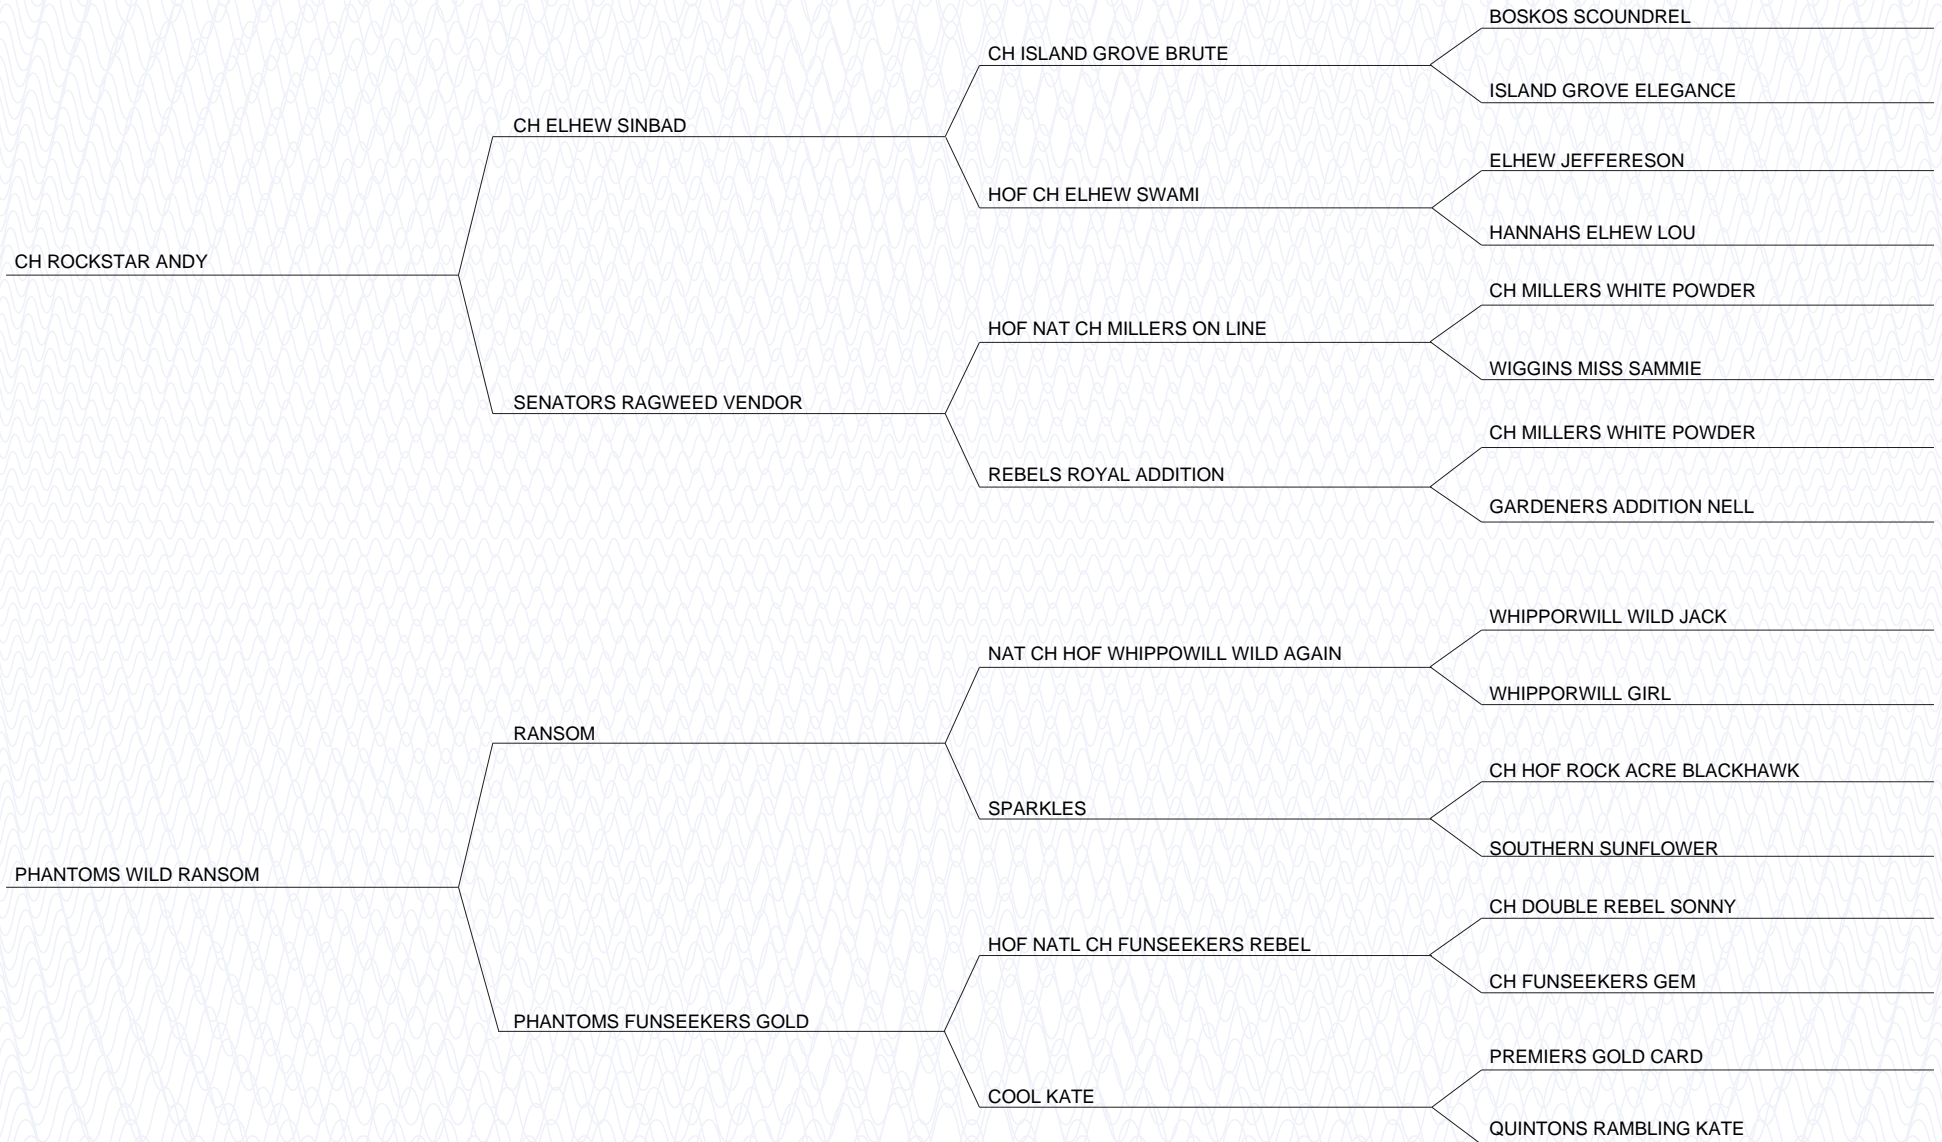 BOSKOS SCOUNDREL
CH ISLAND GROVE BRUTE
ISLAND GROVE ELEGANCE
CH ELHEW SINBAD
ELHEW JEFFERESON
HOF CH ELHEW SWAMI
HANNAHS ELHEW LOU
CH ROCKSTAR ANDY
CH MILLERS WHITE POWDER
HOF NAT CH MILLERS ON LINE
WIGGINS MISS SAMMIE
SENATORS RAGWEED VENDOR
CH MILLERS WHITE POWDER
REBELS ROYAL ADDITION
GARDENERS ADDITION NELL
WHIPPORWILL WILD JACK
NAT CH HOF WHIPPOWILL WILD AGAIN
WHIPPORWILL GIRL
RANSOM
CH HOF ROCK ACRE BLACKHAWK
SPARKLES
SOUTHERN SUNFLOWER
PHANTOMS WILD RANSOM
CH DOUBLE REBEL SONNY
HOF NATL CH FUNSEEKERS REBEL
CH FUNSEEKERS GEM
PHANTOMS FUNSEEKERS GOLD
PREMIERS GOLD CARD
COOL KATE
QUINTONS RAMBLING KATE